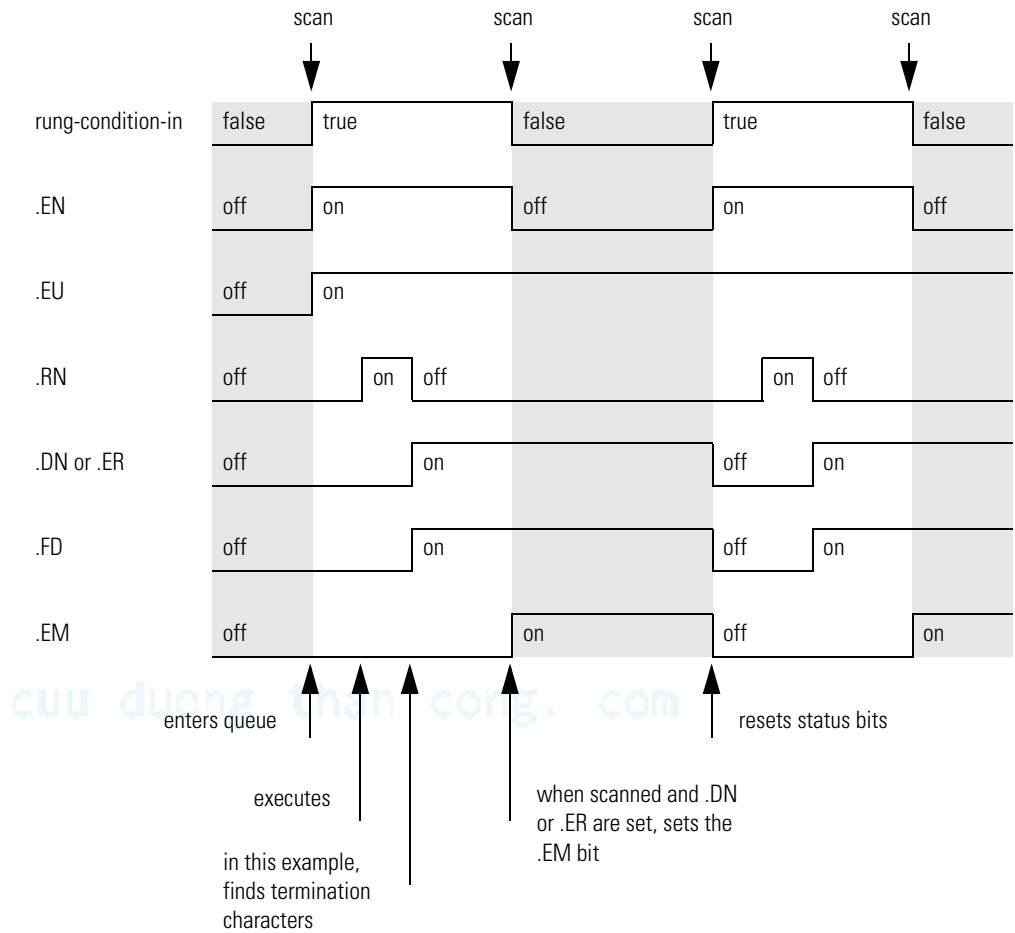 scan scan scan scan
rung-condition-in false true false true false
.EN off on off on off
.EU off on
.RN off on off on off
.DN or .ER off on off on
.FD off on off on
.EM off on off on
cuu duong than cong. com
enters queue
resets status bits
executes
when scanned and .DN
or .ER are set, sets the
.EM bit
in this example,
finds termination
characters